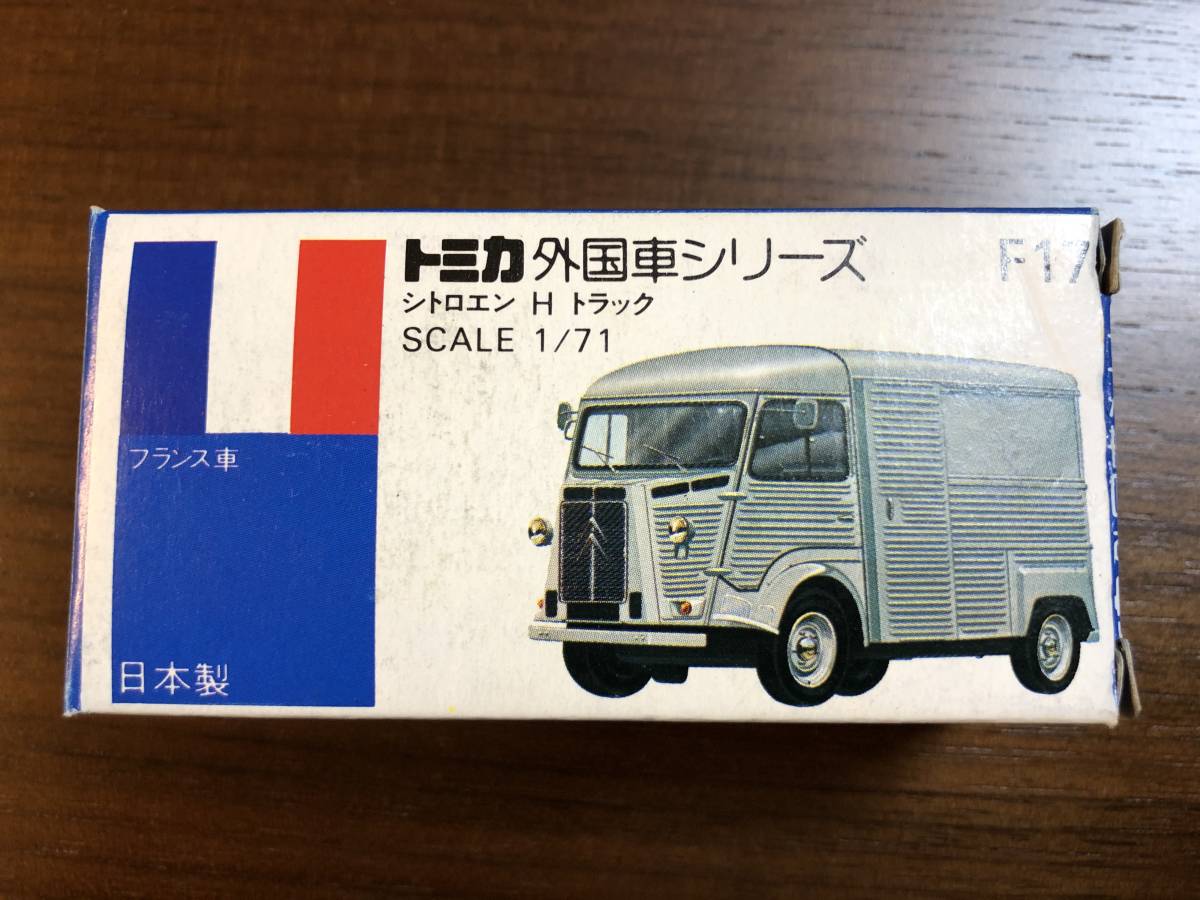 トミカ 外国車シリーズ F17
シトロエン H トラック
SCALE 1/71
フランス車
日本製